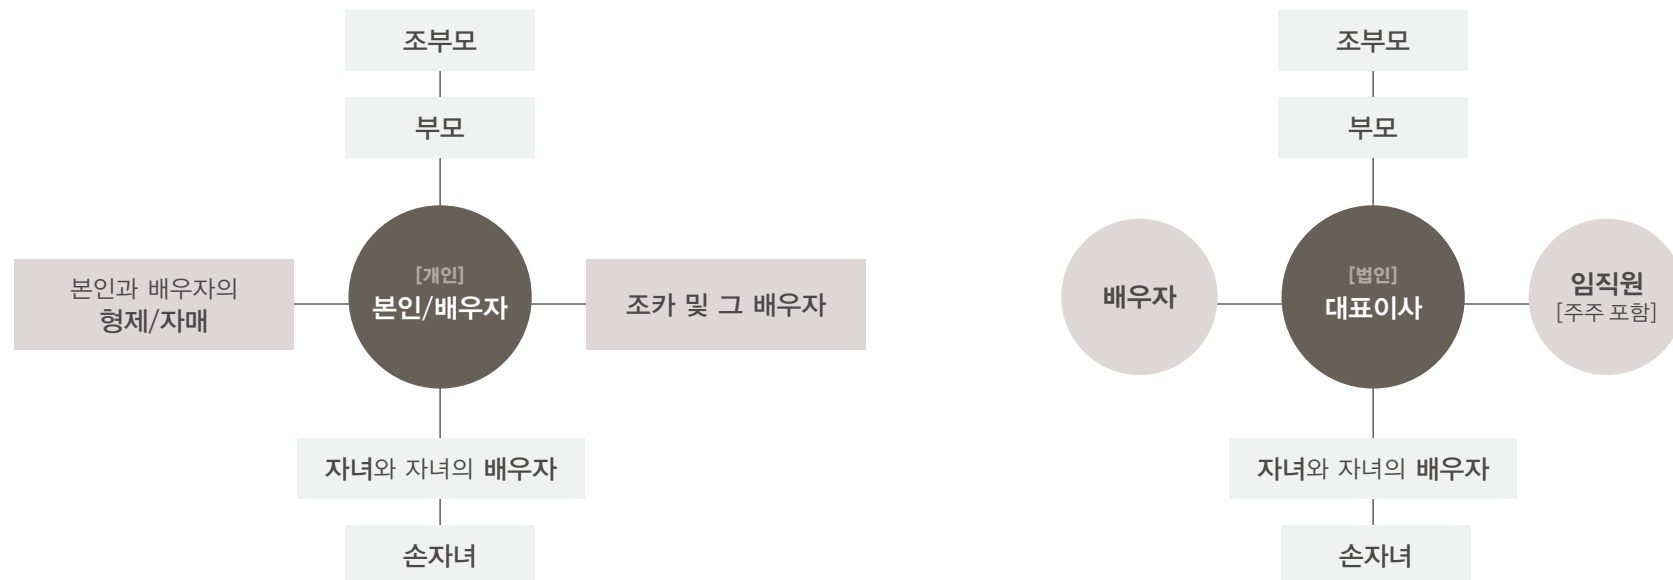 조부모
부모
본인과 배우자의
형제/자매
[개인]
본인/배우자
조카 및 그 배우자
자녀와 자녀의 배우자
손자녀
조부모
부모
배우자
[법인]
대표이사
임직원
[주주 포함]
자녀와 자녀의 배우자
손자녀